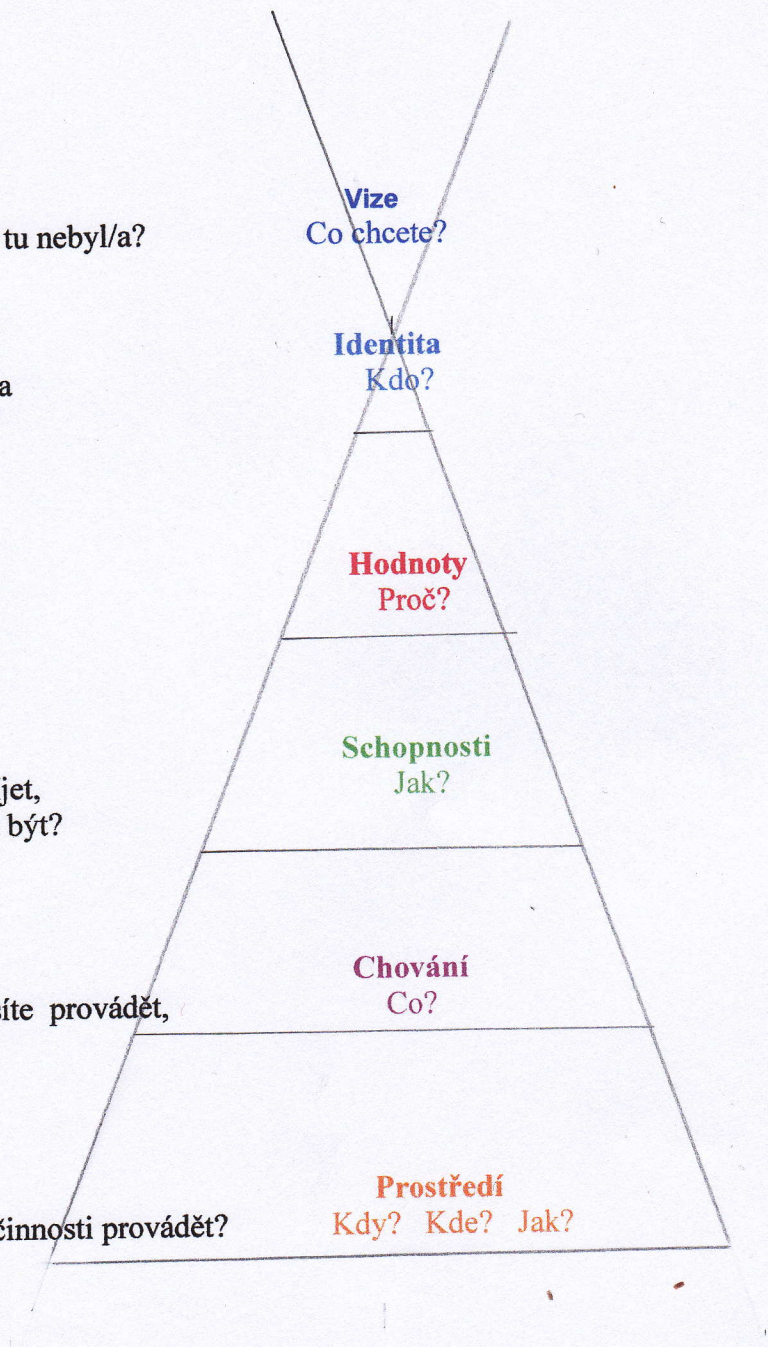 Vize
tu nebyl/a?
Co chcete?
Identita
a
Kdo?
Hodnoty
Proč?
Schopnosti
jet,
Jak?
být?
Chování
Co?
síte provádět,
Prostředí
činnosti provádět?
Kdy? Kde? Jak?